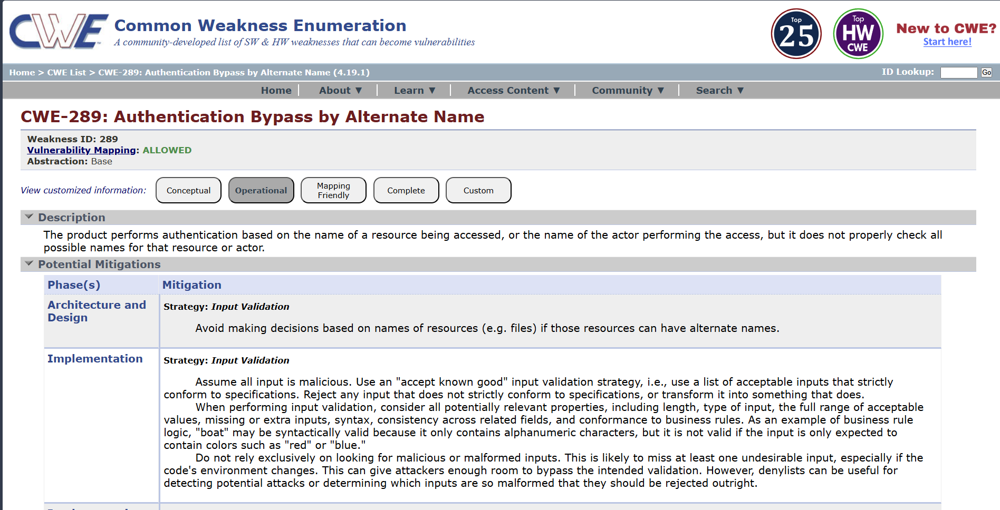 CWE™ Common Weakness Enumeration
A community-developed list of SW & HW weaknesses that can become vulnerabilities
Top
25
Top
HW
CWE
New to CWE?
Start here!
Home > CWE List > CWE-289: Authentication Bypass by Alternate Name (4.19.1)
ID Lookup: Go
Home About ▼ Learn ▼ Access Content ▼ Community ▼ Search ▼
CWE-289: Authentication Bypass by Alternate Name
Weakness ID: 289
Vulnerability Mapping: ALLOWED
Abstraction: Base
View customized information: Conceptual Operational Mapping Friendly Complete Custom
Description
The product performs authentication based on the name of a resource being accessed, or the name of the actor performing the access, but it does not properly check all
possible names for that resource or actor.
Potential Mitigations
Phase(s) Mitigation
Architecture and
Design
Strategy: Input Validation
Avoid making decisions based on names of resources (e.g. files) if those resources can have alternate names.
Implementation
Strategy: Input Validation
Assume all input is malicious. Use an "accept known good" input validation strategy, i.e., use a list of acceptable inputs that strictly
conform to specifications. Reject any input that does not strictly conform to specifications, or transform it into something that does.
When performing input validation, consider all potentially relevant properties, including length, type of input, the full range of acceptable
values, missing or extra inputs, syntax, consistency across related fields, and conformance to business rules. As an example of business rule
logic, "boat" may be syntactically valid because it only contains alphanumeric characters, but it is not valid if the input is only expected to
contain colors such as "red" or "blue."
Do not rely exclusively on looking for malicious or malformed inputs. This is likely to miss at least one undesirable input, especially if the
code's environment changes. This can give attackers enough room to bypass the intended validation. However, denylists can be useful for
detecting potential attacks or determining which inputs are so malformed that they should be rejected outright.